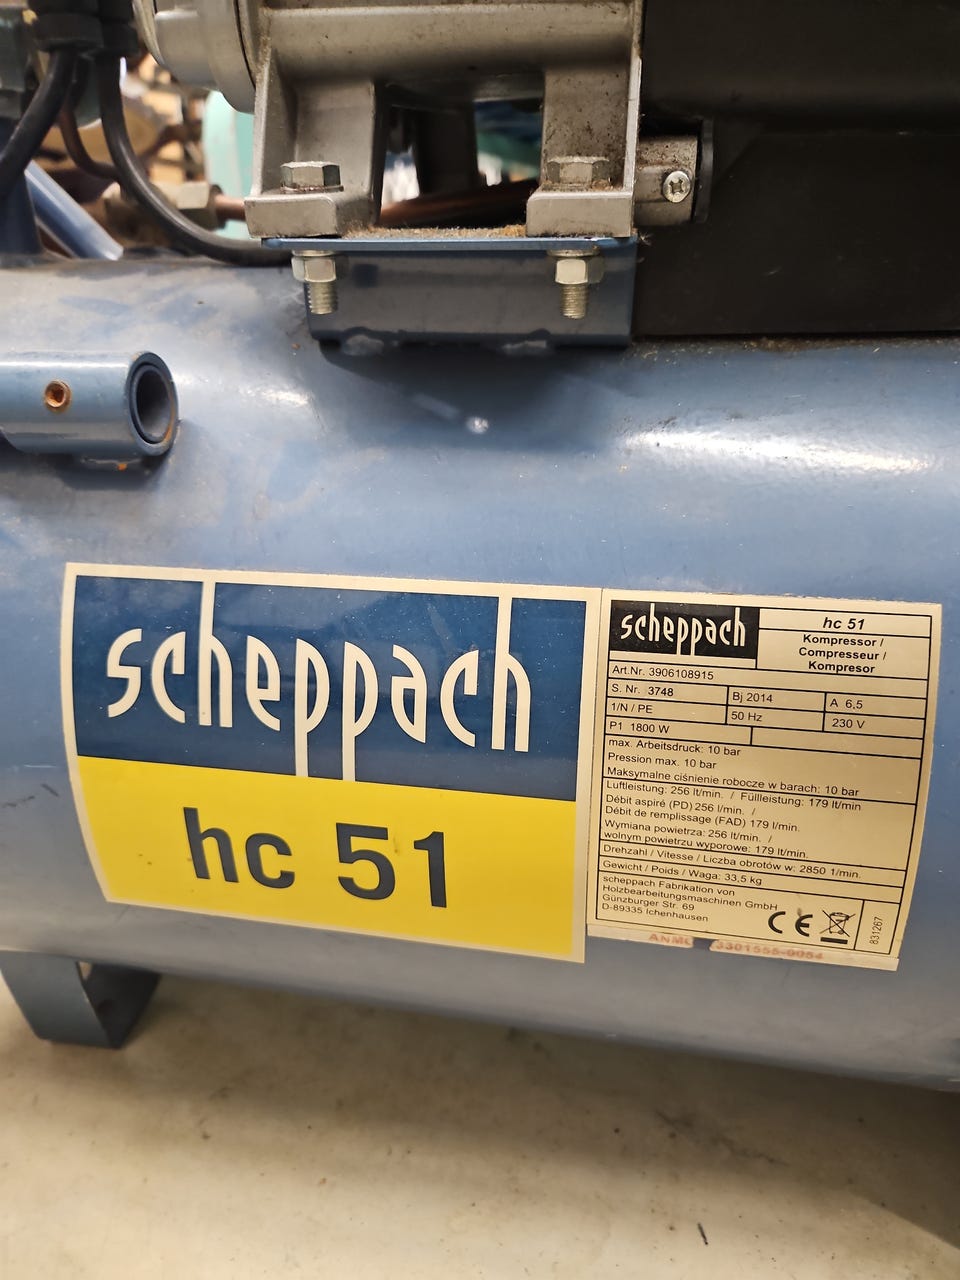 scheppach
hc 51
scheppach
hc 51
Kompressor /
Compresseur /
Kompresor
Art.Nr. 3906108915
S. Nr. 3748 Bj 2014 A 6,5
1/N / PE 50 Hz 230 V
P1 1800 W
max. Arbeitsdruck: 10 bar
Pression max. 10 bar
Maksymalne ciśnienie robocze w barach: 10 bar
Luftleistung: 256 lt/min. / Füllleistung: 179 lt/min
Débit aspiré (PD) 256 l/min. /
Débit de remplissage (FAD) 179 l/min.
Wymiana powietrza: 256 lt/min. /
wolnym powietrzu wyporowe: 179 lt/min.
Drehzahl / Vitesse / Liczba obrotów w: 2850 1/min.
Gewicht / Poids / Waga: 33,5 kg
scheppach Fabrikation von
Holzbearbeitungsmaschinen GmbH
Günzburger Str. 69
D-89335 Ichenhausen
CE
831267
3301555-0054